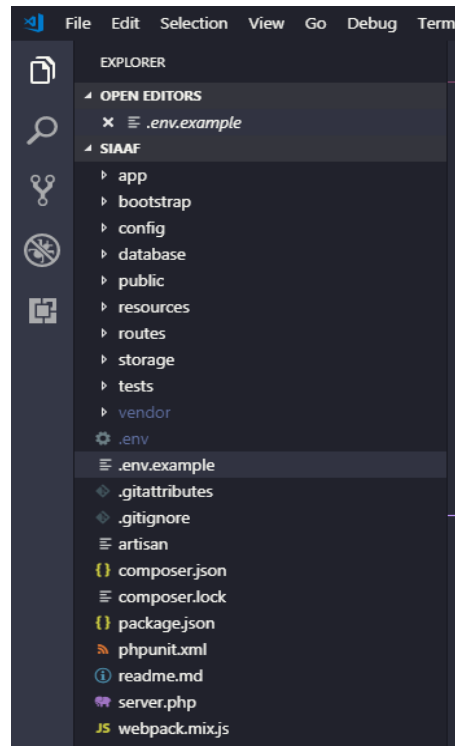 File Edit Selection View Go Debug Term
EXPLORER
OPEN EDITORS
.env.example
SIAAF
app
bootstrap
config
database
public
resources
routes
storage
tests
vendor
.env
.env.example
.gitattributes
.gitignore
artisan
{} composer.json
composer.lock
{} package.json
phpunit.xml
readme.md
server.php
JS webpack.mix.js